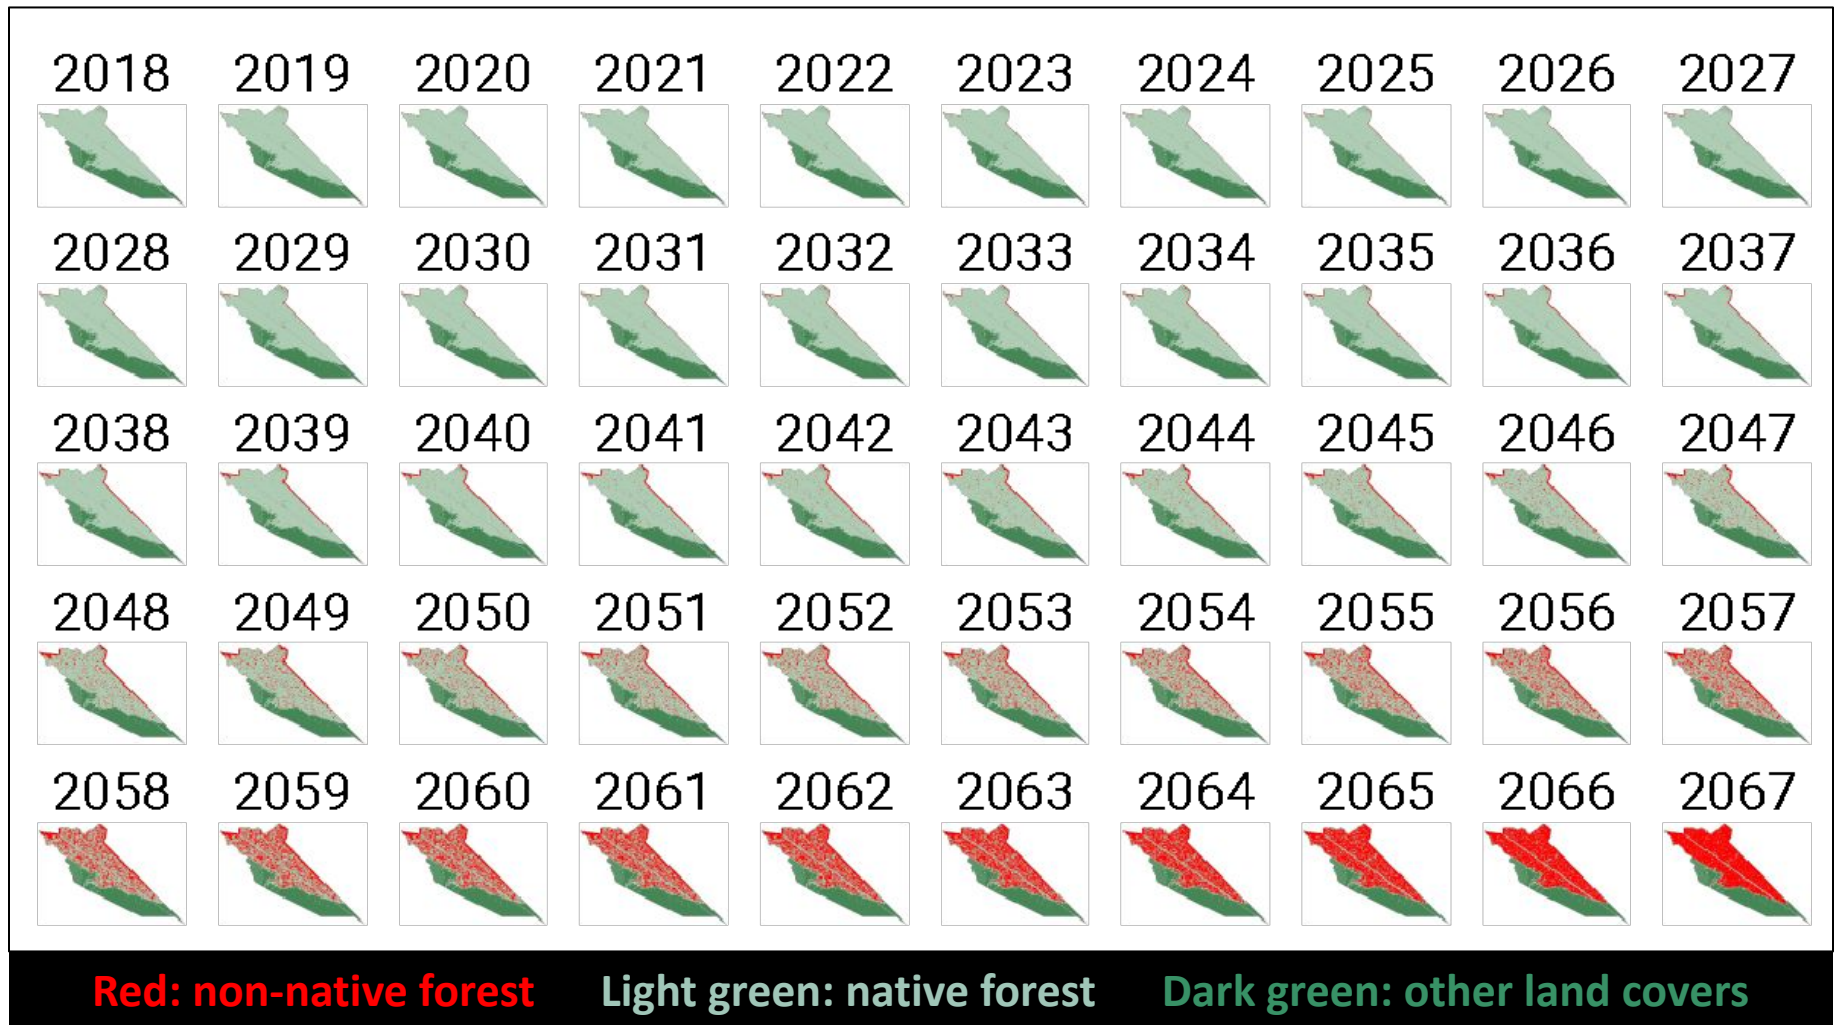 2018 2019 2020 2021 2022 2023 2024 2025 2026 2027
2028 2029 2030 2031 2032 2033 2034 2035 2036 2037
2038 2039 2040 2041 2042 2043 2044 2045 2046 2047
2048 2049 2050 2051 2052 2053 2054 2055 2056 2057
2058 2059 2060 2061 2062 2063 2064 2065 2066 2067
Red: non-native forest Light green: native forest Dark green: other land covers